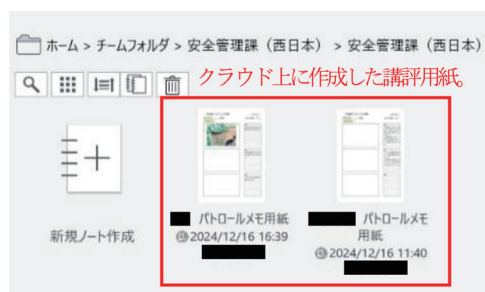 ホーム > チームフォルダ > 安全管理課（西日本） > 安全管理課（西日本）
クラウド上に作成した講評用紙。
新規ノート作成
パトロールメモ用紙
2024/12/16 16:39
パトロールメモ
用紙
2024/12/16 11:40